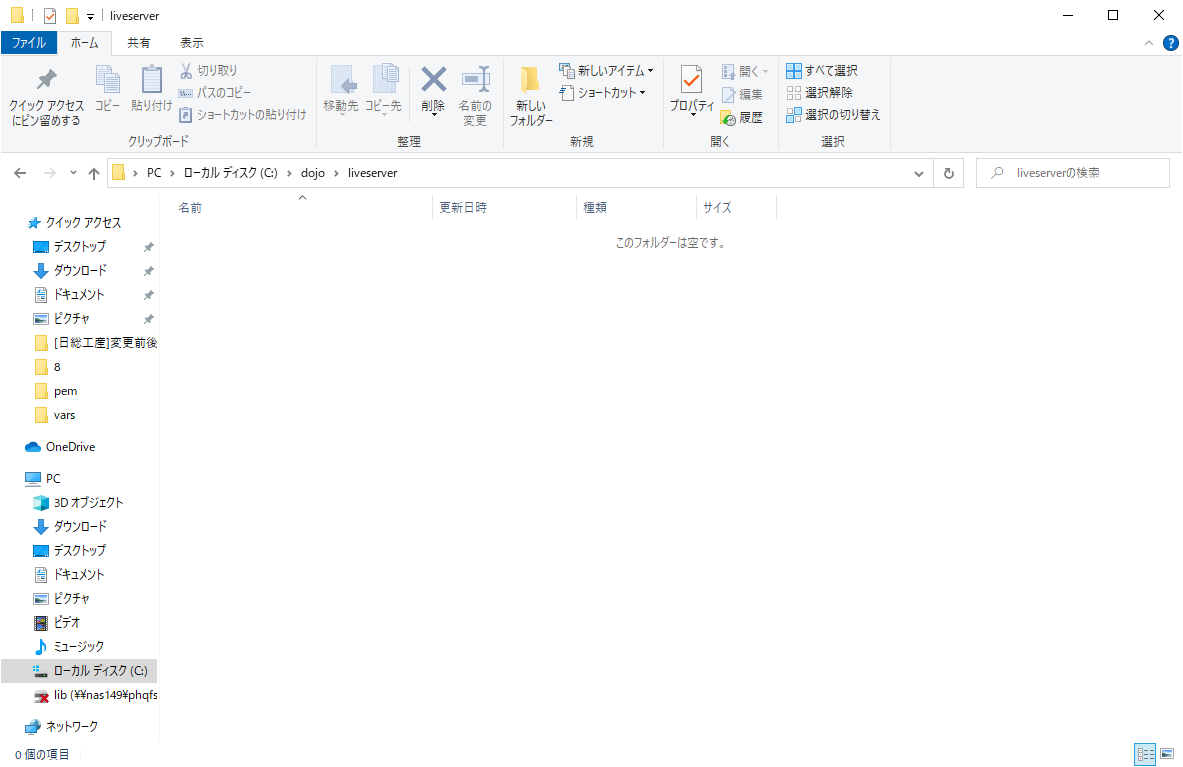 liveserver
ファイル ホーム 共有 表示
クイック アクセス
にピン留めする
コピー
貼り付け
切り取り
パスのコピー
ショートカットの貼り付け
クリップボード
移動先
コピー先
削除
名前の
変更
整理
新しい
フォルダー
新しいアイテム
ショートカット
新規
プロパティ
開く
編集
履歴
開く
すべて選択
選択解除
選択の切り替え
選択
PC › ローカル ディスク (C:) › dojo › liveserver
liveserverの検索
名前 更新日時 種類 サイズ
このフォルダーは空です。
クイック アクセス
デスクトップ
ダウンロード
ドキュメント
ピクチャ
[日総工産]変更前後
8
pem
vars
OneDrive
PC
3D オブジェクト
ダウンロード
デスクトップ
ドキュメント
ピクチャ
ビデオ
ミュージック
ローカル ディスク (C:)
lib (¥¥nas149¥phqfs
ネットワーク
0 個の項目